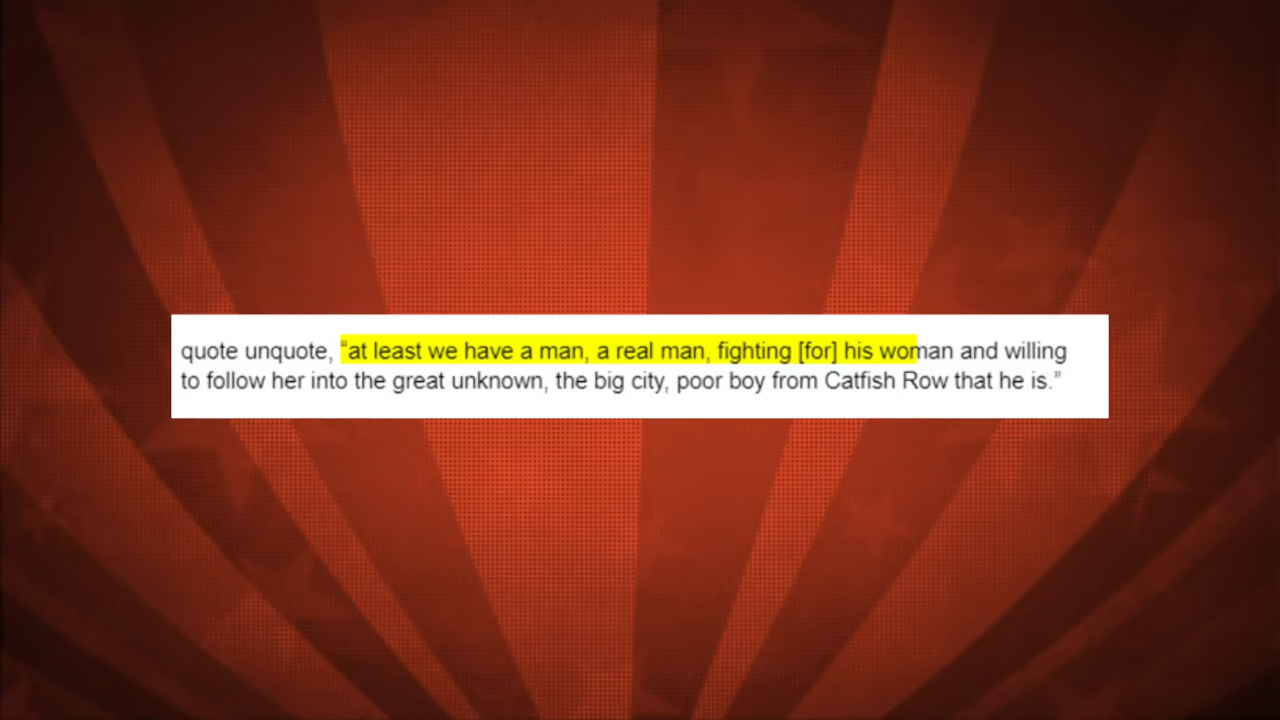 quote unquote, “at least we have a man, a real man, fighting [for] his woman and willing
to follow her into the great unknown, the big city, poor boy from Catfish Row that he is.”